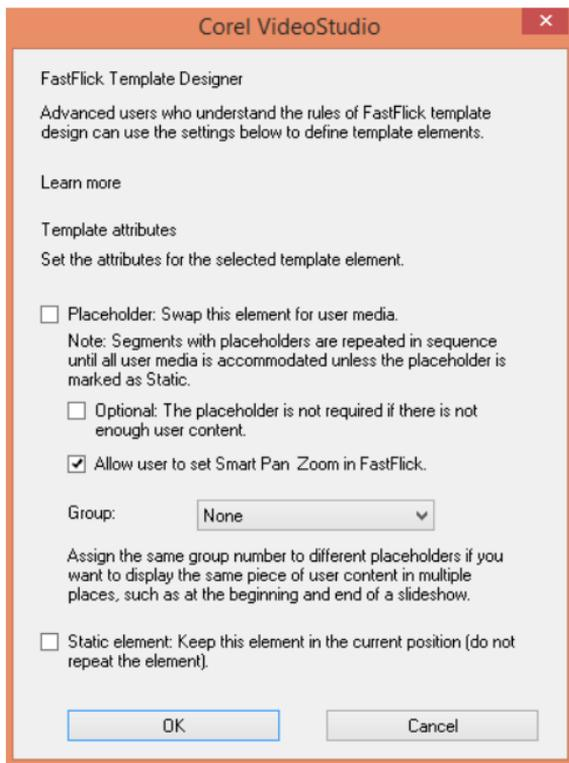 Corel VideoStudio
FastFlick Template Designer
Advanced users who understand the rules of FastFlick template
design can use the settings below to define template elements.
Learn more
Template attributes
Set the attributes for the selected template element.
Placeholder: Swap this element for user media.
Note: Segments with placeholders are repeated in sequence
until all user media is accommodated unless the placeholder is
marked as Static.
Optional: The placeholder is not required if there is not
enough user content.
Allow user to set Smart Pan Zoom in FastFlick.
Group: None
Assign the same group number to different placeholders if you
want to display the same piece of user content in multiple
places, such as at the beginning and end of a slideshow.
Static element: Keep this element in the current position (do not
repeat the element).
OK Cancel